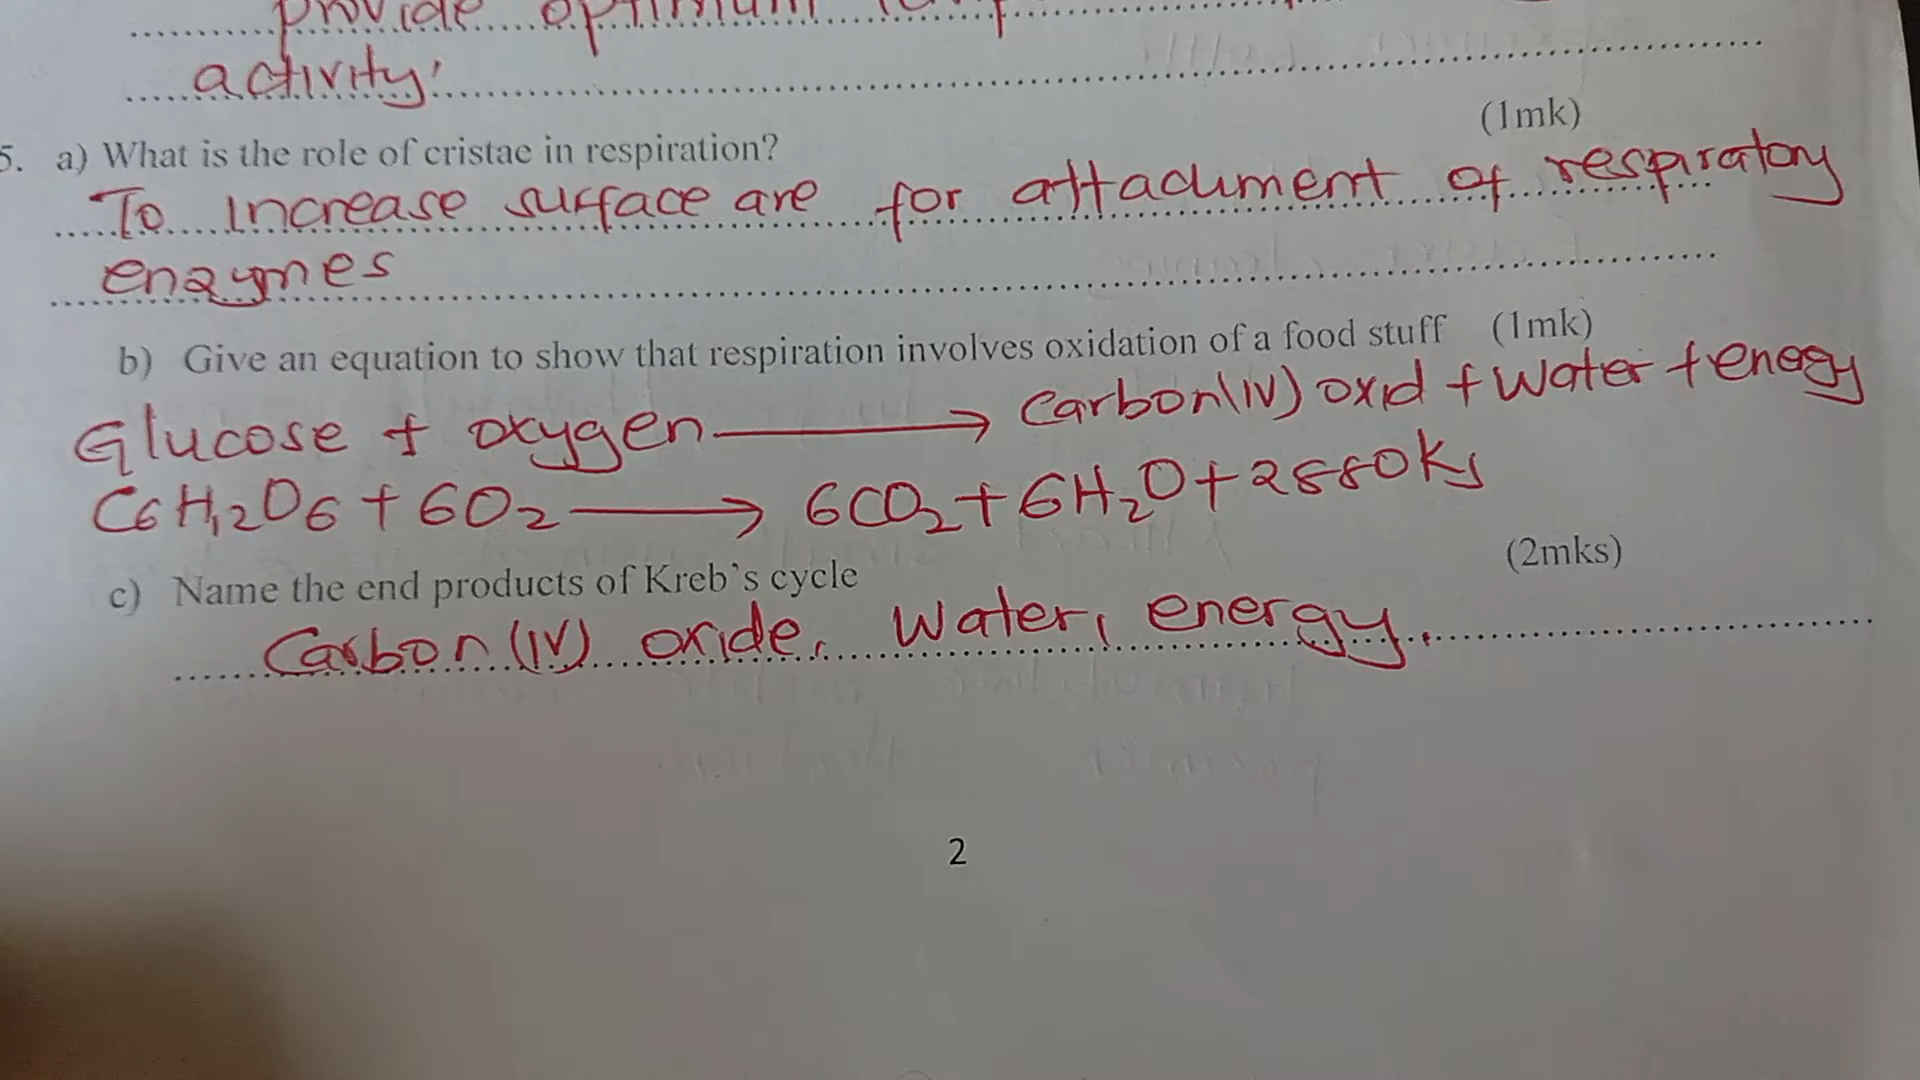 provide optimum
activity.
5. a) What is the role of cristae in respiration? (1mk)
To increase surface are for attachment of respiratory
enzymes
b) Give an equation to show that respiration involves oxidation of a food stuff (1mk)
Glucose + oxygen → Carbon(IV) oxid + Water + energy
C6H12O6 + 6O2 → 6CO2 + 6H2O + 2880KJ
c) Name the end products of Kreb's cycle (2mks)
Carbon (IV) oxide, Water, energy.
2